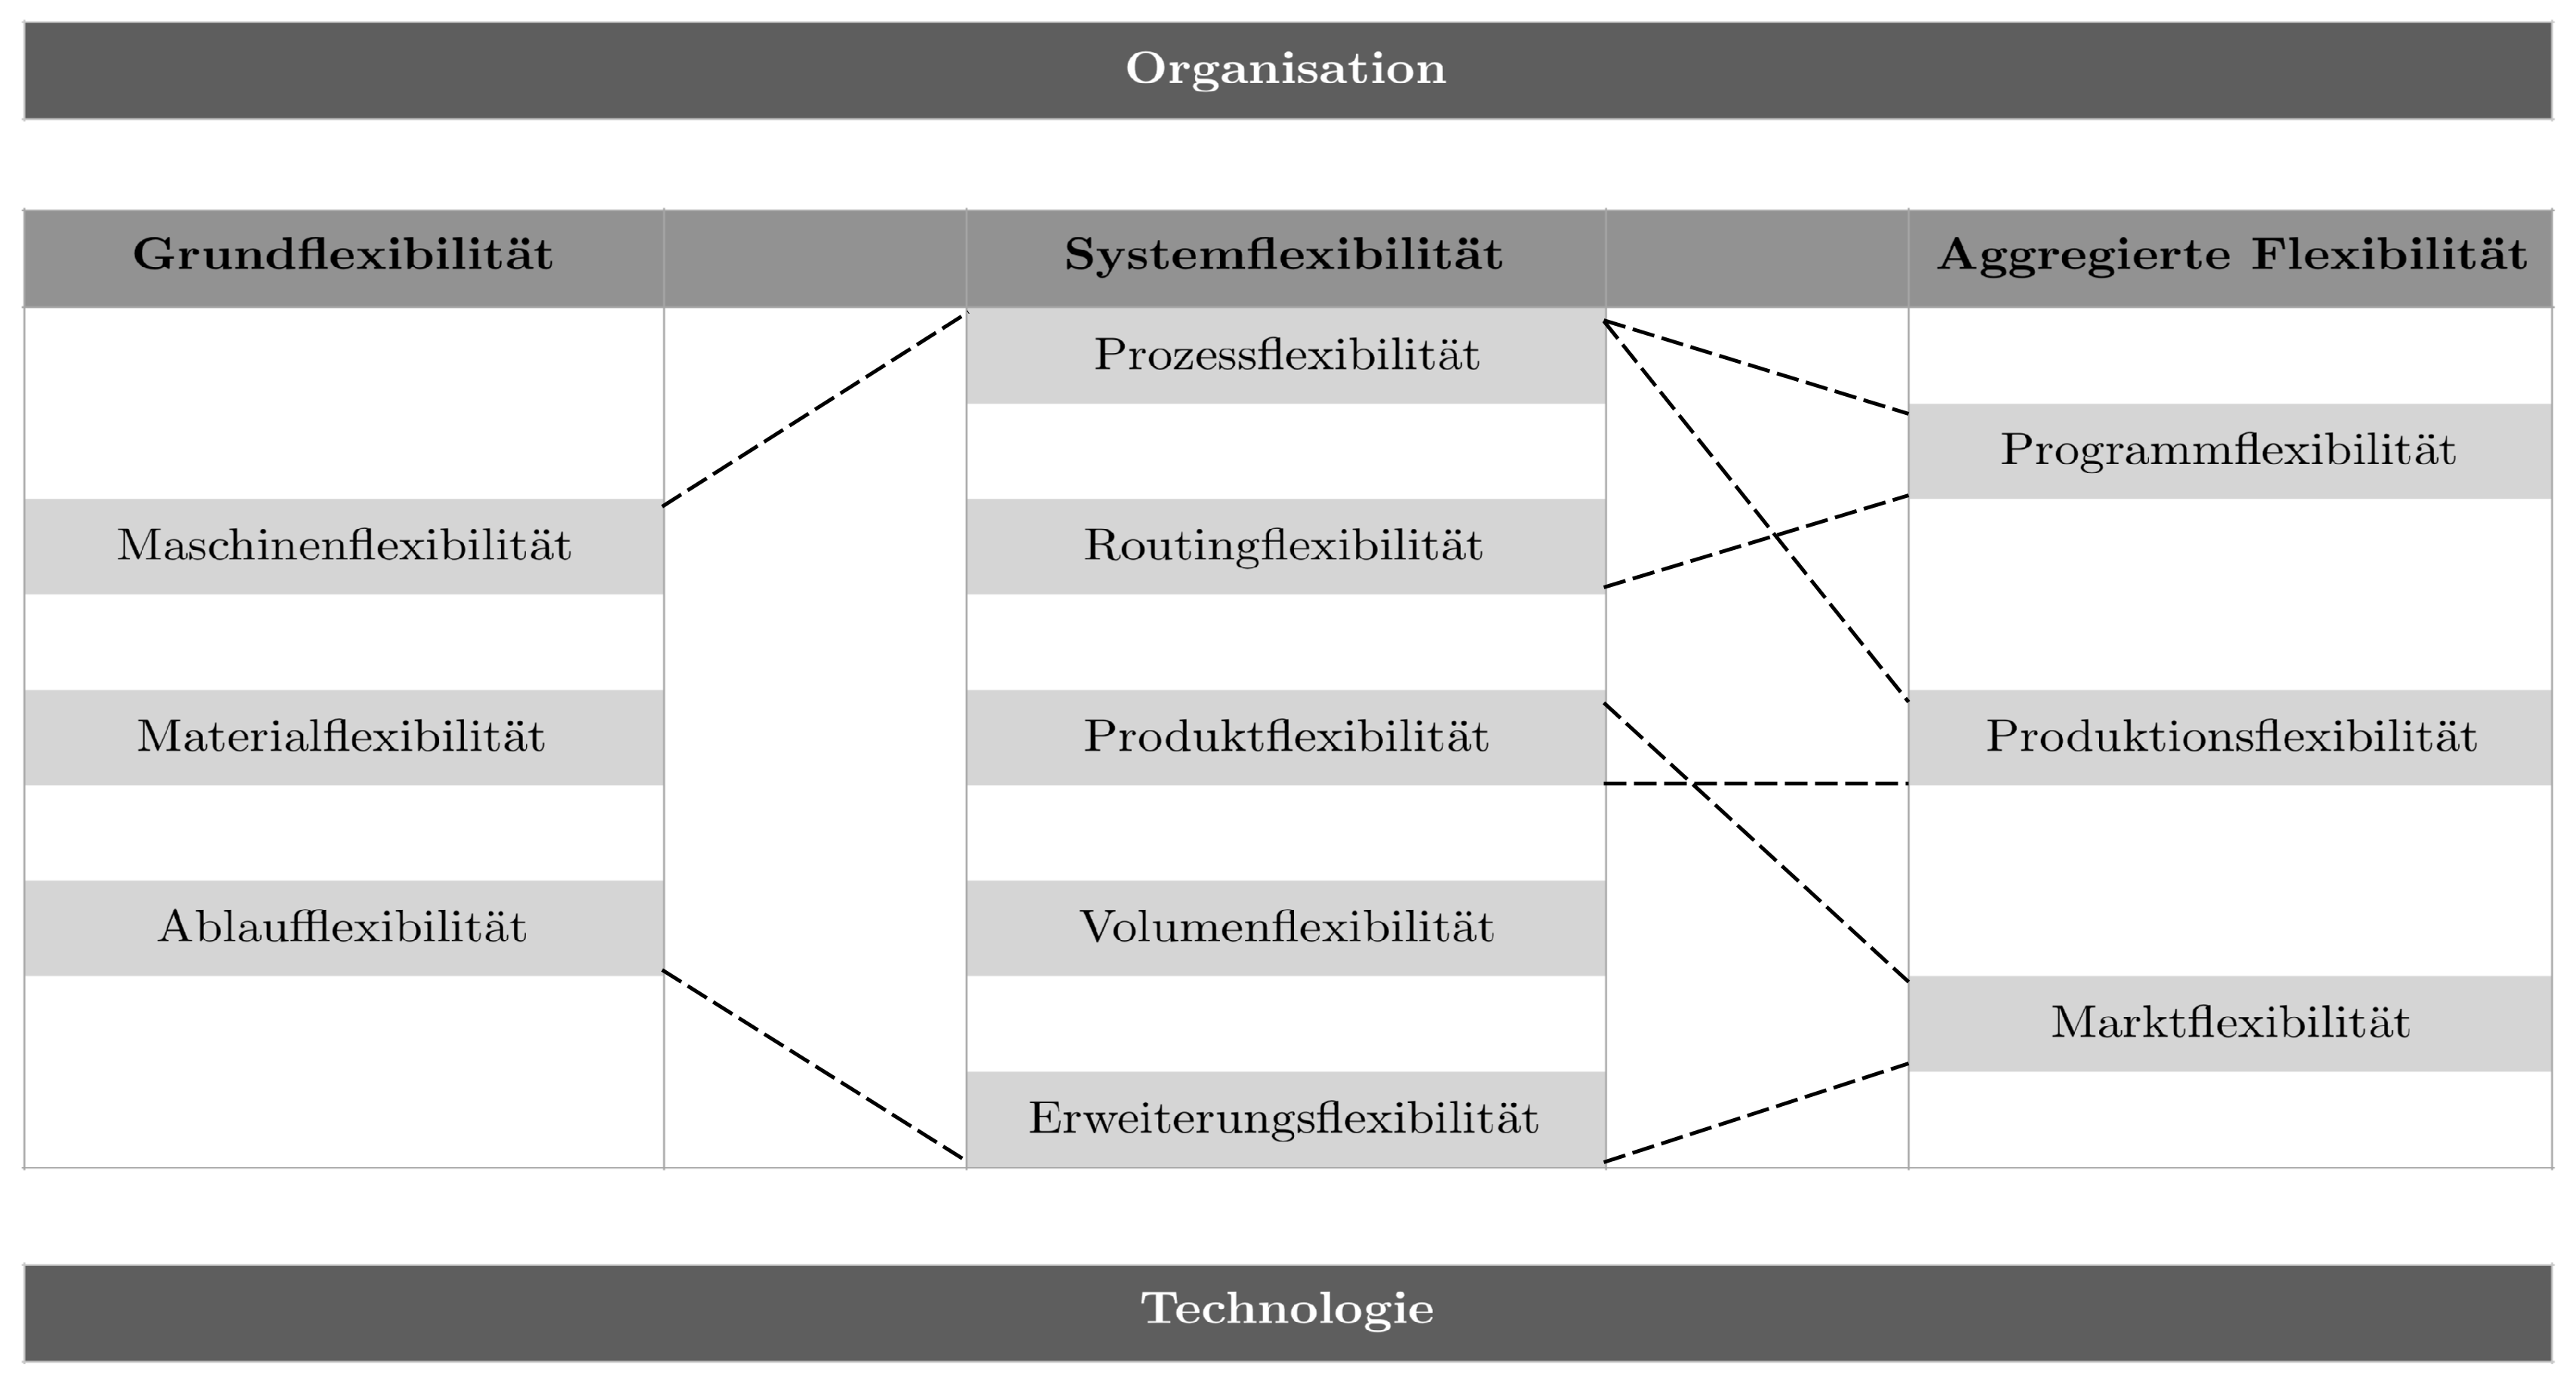 Organisation
Grundflexibilität Systemflexibilität Aggregierte Flexibilität
Prozessflexibilität
Programmflexibilität
Maschinenflexibilität Routingflexibilität
Materialflexibilität Produktflexibilität Produktionsflexibilität
Ablaufflexibilität Volumenflexibilität
Marktflexibilität
Erweiterungsflexibilität
Technologie